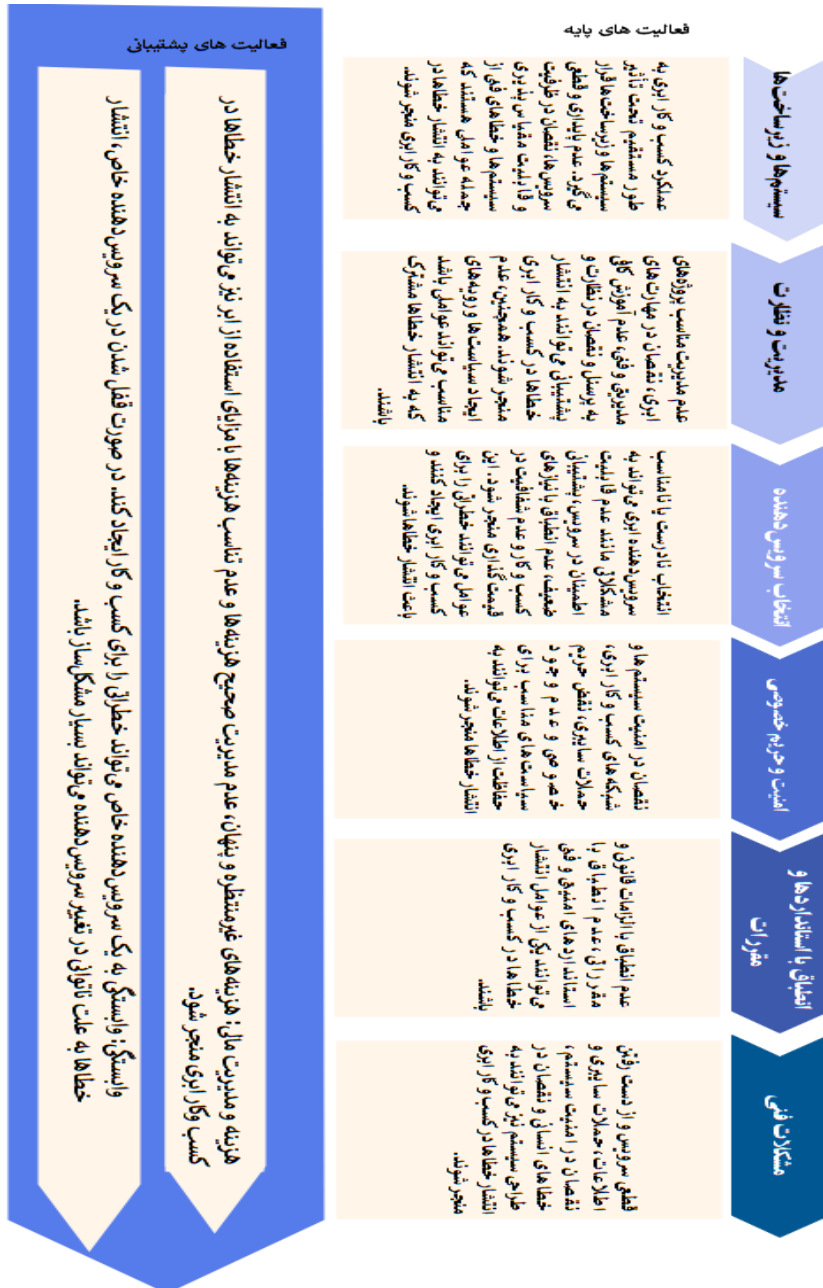 فعالیت های پایه
سیستم‌ها و زیرساخت‌ها
عملکرد کسب و کار ابری به
طور مستقیم تحت تأثیر
سیستم‌ها و زیرساخت‌ها قرار
می گیرد. عدم پایداری و قطعی
سرویس‌ها، نقصان در ظرفیت
و قابلیت مقیاس پذیری
سیستم‌ها و خطاهای فنی از
جمله عواملی هستند که
می‌توانند به انتشار خطاها در
کسب و کار ابری منجر شوند.
مدیریت و نظارت
عدم مدیریت مناسب پروژه‌های
ابری، نقصان در مهارت‌های
مدیریتی و فنی، عدم آموزش کافی
به پرسنل و نقصان در نظارت و
پشتیبانی می‌توانند به انتشار
خطاها در کسب و کار ابری
منجر شوند. همچنین، عدم
ایجاد سیاست‌ها و رویه‌های
مناسب می‌تواند عواملی باشد
که به انتشار خطاها مشترک
باشند.
انتخاب سرویس‌دهنده
انتخاب نادرست یا نامناسب
سرویس‌دهنده ابری می‌تواند به
مشکلاتی مانند عدم قابلیت
اطمینان در سرویس، پشتیبانی
ضعیف، عدم انطباق با نیازهای
کسب و کار و عدم شفافیت در
قیمت گذاری منجر شود. این
عوامل می‌توانند خطراتی را برای
کسب و کار ابری ایجاد کنند و
باعث انتشار خطاها شوند.
امنیت و حریم خصوصی
نقصان در امنیت سیستم ها و
شبکه‌های کسب و کار ابری،
حملات سایبری، نقض حریم
خصوصی و عدم وجود
سیاست‌های مناسب برای
حفاظت از اطلاعات می‌توانند به
انتشار خطاها منجر شوند.
انطباق با استانداردها و
مقررات
عدم انطباق با الزامات قانونی و
مقرراتی، عدم انطباق با
استانداردهای امنیتی و فنی
می‌توانند یکی از عوامل انتشار
خطاها در کسب و کار ابری
باشند.
مشکلات فنی
قطعی سرویس و از دست رفتن
اطلاعات، حملات سایبری و
نقصان در امنیت سیستم،
خطاهای انسانی و نقصان در
طراحی سیستم نیز می‌توانند به
انتشار خطاها در کسب و کار ابری
منجر شوند.
فعالیت های پشتیبانی
هزینه و مدیریت مالی: هزینه‌های غیرمنتظره و پنهان، عدم مدیریت صحیح هزینه‌ها و عدم تناسب هزینه‌ها با مزایای استفاده از ابر نیز می‌تواند به انتشار خطاها در
کسب وکار ابری منجر شود.
وابستگی: وابستگی به یک سرویس‌دهنده خاص می‌تواند خطراتی را برای کسب و کار ایجاد کند. در صورت قفل شدن در یک سرویس‌دهنده خاص، انتشار
خطاها به علت ناتوانی در تغییر سرویس‌دهنده می‌تواند بسیار مشکل‌ساز باشد.